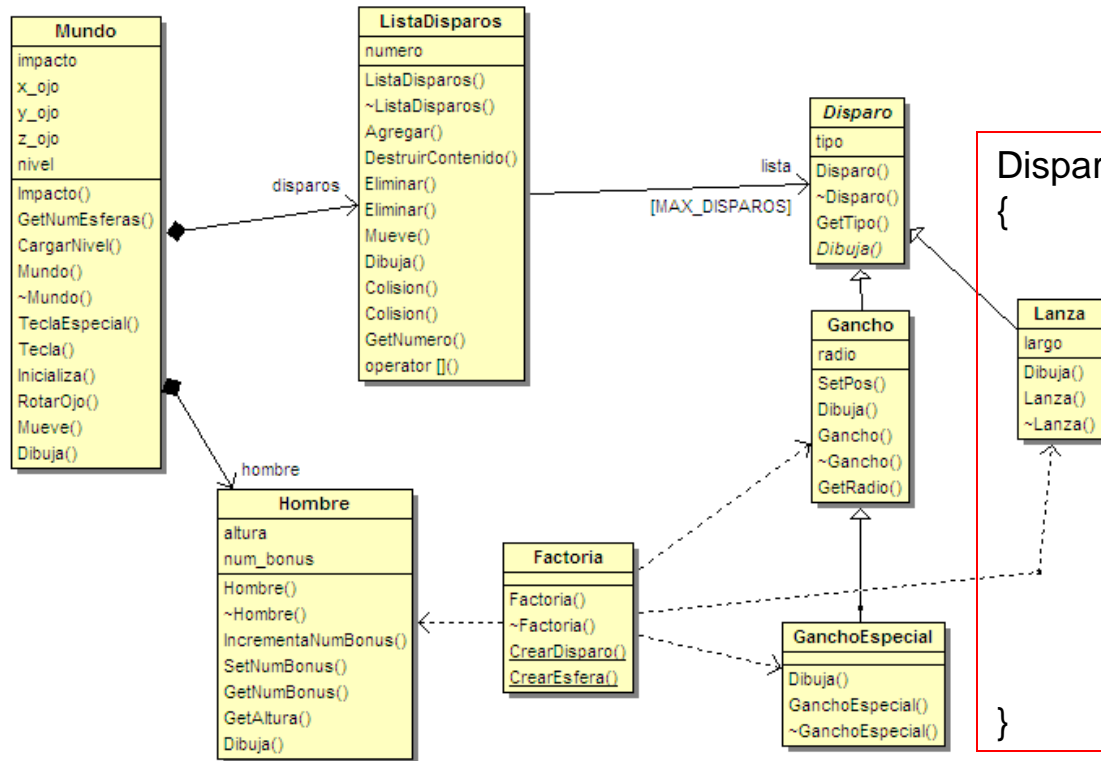 Mundo
impacto
x_ojo
y_ojo
z_ojo
nivel
Impacto()
GetNumEsferas()
CargarNivel()
Mundo()
~Mundo()
TeclaEspecial()
Tecla()
Inicializa()
RotarOjo()
Mueve()
Dibuja()
disparos
ListaDisparos
numero
ListaDisparos()
~ListaDisparos()
Agregar()
DestruirContenido()
Eliminar()
Eliminar()
Mueve()
Dibuja()
Colision()
Colision()
GetNumero()
operator []()
lista
[MAX_DISPAROS]
Disparo
tipo
Disparo()
~Disparo()
GetTipo()
Dibuja()
Gancho
radio
SetPos()
Dibuja()
Gancho()
~Gancho()
GetRadio()
Lanza
largo
Dibuja()
Lanza()
~Lanza()
hombre
Hombre
altura
num_bonus
Hombre()
~Hombre()
IncrementaNumBonus()
SetNumBonus()
GetNumBonus()
GetAltura()
Dibuja()
Factoria
Factoria()
~Factoria()
CrearDisparo()
CrearEsfera()
GanchoEspecial
Dibuja()
GanchoEspecial()
~GanchoEspecial()
{
}